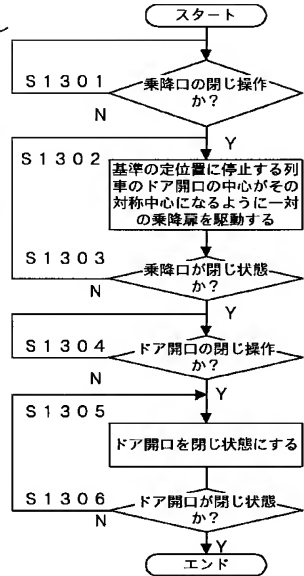 スタート
S1301
乗降口の閉じ操作
か?
N
Y
S1302
基準の定位置に停止する列
車のドア開口の中心がその
対称中心になるように一対
の乗降扉を駆動する
S1303
乗降口が閉じ状態
か?
N
Y
S1304
ドア開口の閉じ操作
か?
N
Y
S1305
ドア開口を閉じ状態にする
S1306
ドア開口が閉じ状態
か?
N
Y
エンド